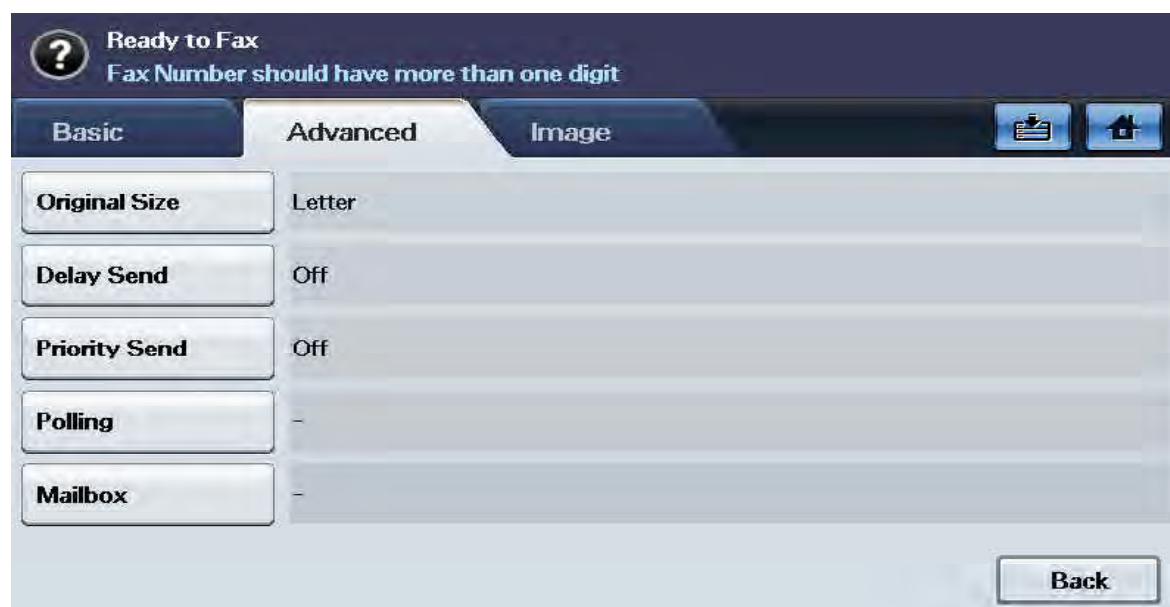 Ready to Fax
Fax Number should have more than one digit
Basic Advanced Image
Original Size Letter
Delay Send Off
Priority Send Off
Polling -
Mailbox -
Back